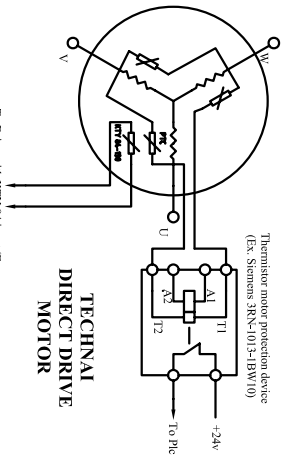 Thermistor motor protection device
(Ex. Siemens 3RN-1013-1BW10)
W
V
U
PTC
KTY 84-130
A1
A2
T1
T2
+24v
To Plc
TECHNAI
DIRECT DRIVE
MOTOR